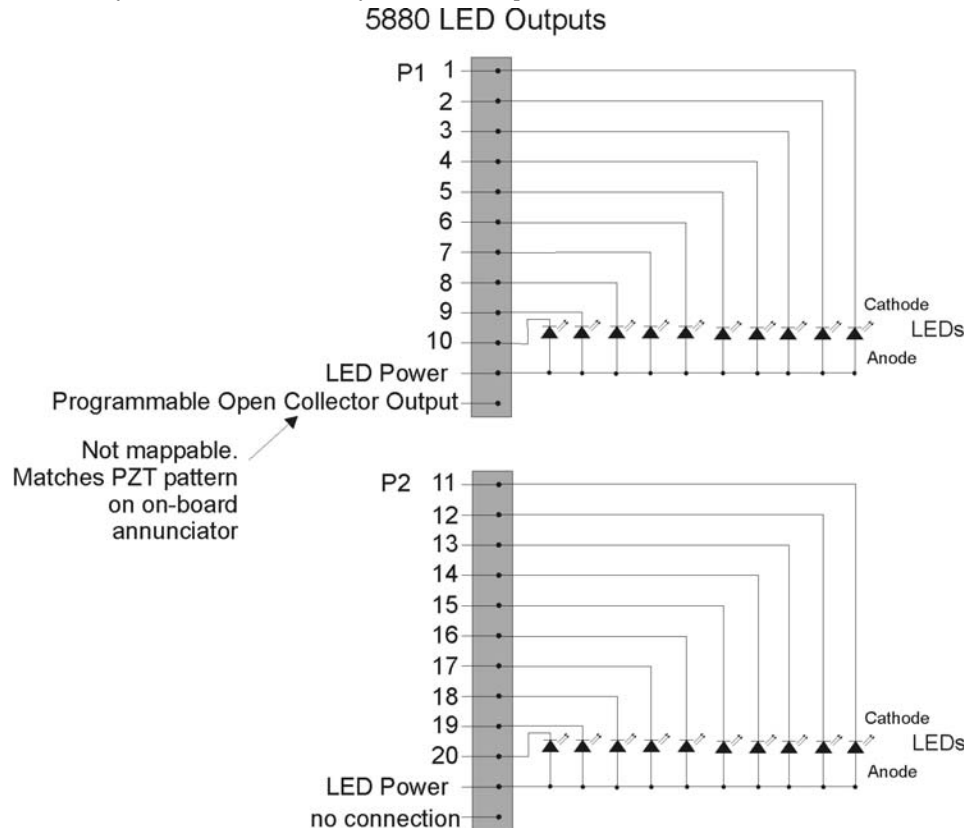 5880 LED Outputs
P1 1
2
3
4
5
6
7
8
9
10
Cathode
LEDs
Anode
LED Power
Programmable Open Collector Output
Not mappable.
Matches PZT pattern
on on-board
annunciator
P2 11
12
13
14
15
16
17
18
19
20
Cathode
LEDs
Anode
LED Power
no connection